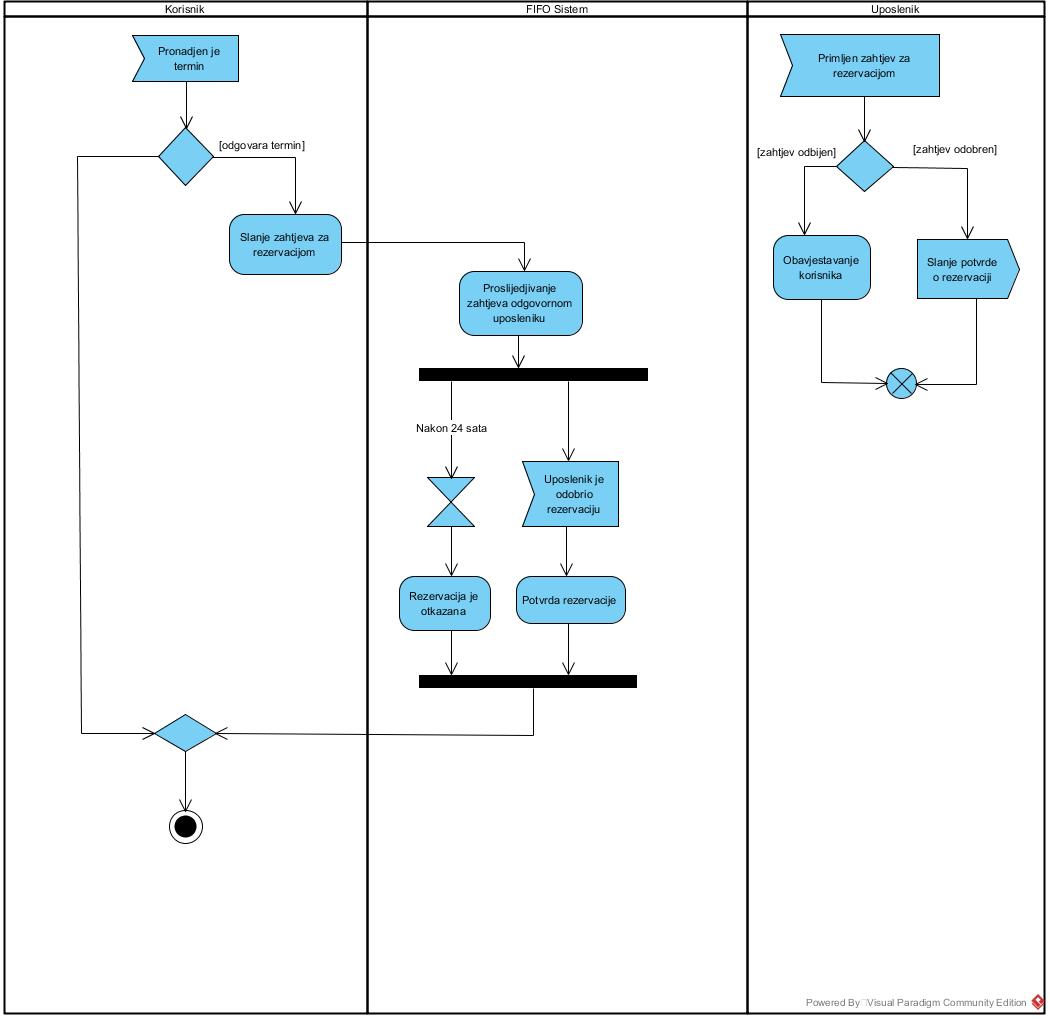 Korisnik
FIFO Sistem
Uposlenik
Pronadjen je
termin
[odgovara termin]
Slanje zahtjeva za
rezervacijom
Proslijedjivanje
zahtjeva odgovornom
uposleniku
Nakon 24 sata
Uposlenik je
odobrio
rezervaciju
Rezervacija je
otkazana
Potvrda rezervacije
Primljen zahtjev za
rezervacijom
[zahtjev odbijen]
[zahtjev odobren]
Obavjestavanje
korisnika
Slanje potvrde
o rezervaciji
Powered By Visual Paradigm Community Edition